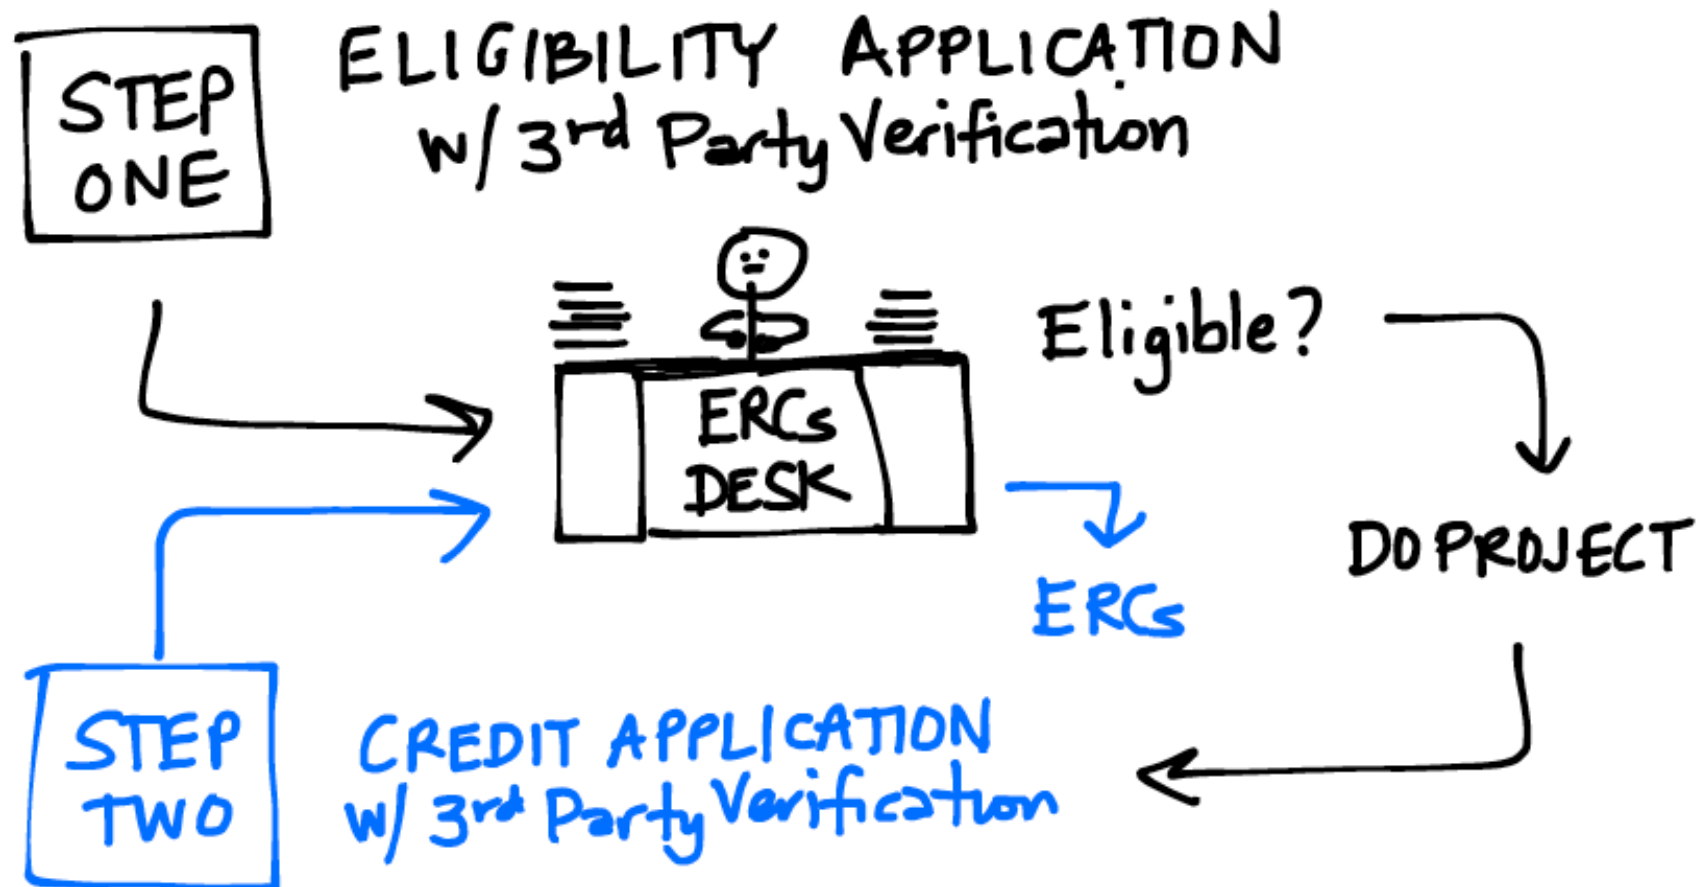 STEP
ONE
ELIGIBILITY APPLICATION
w/ 3rd Party Verification
Eligible?
ERCs
DESK
DO PROJECT
ERCs
STEP
TWO
CREDIT APPLICATION
w/ 3rd Party Verification